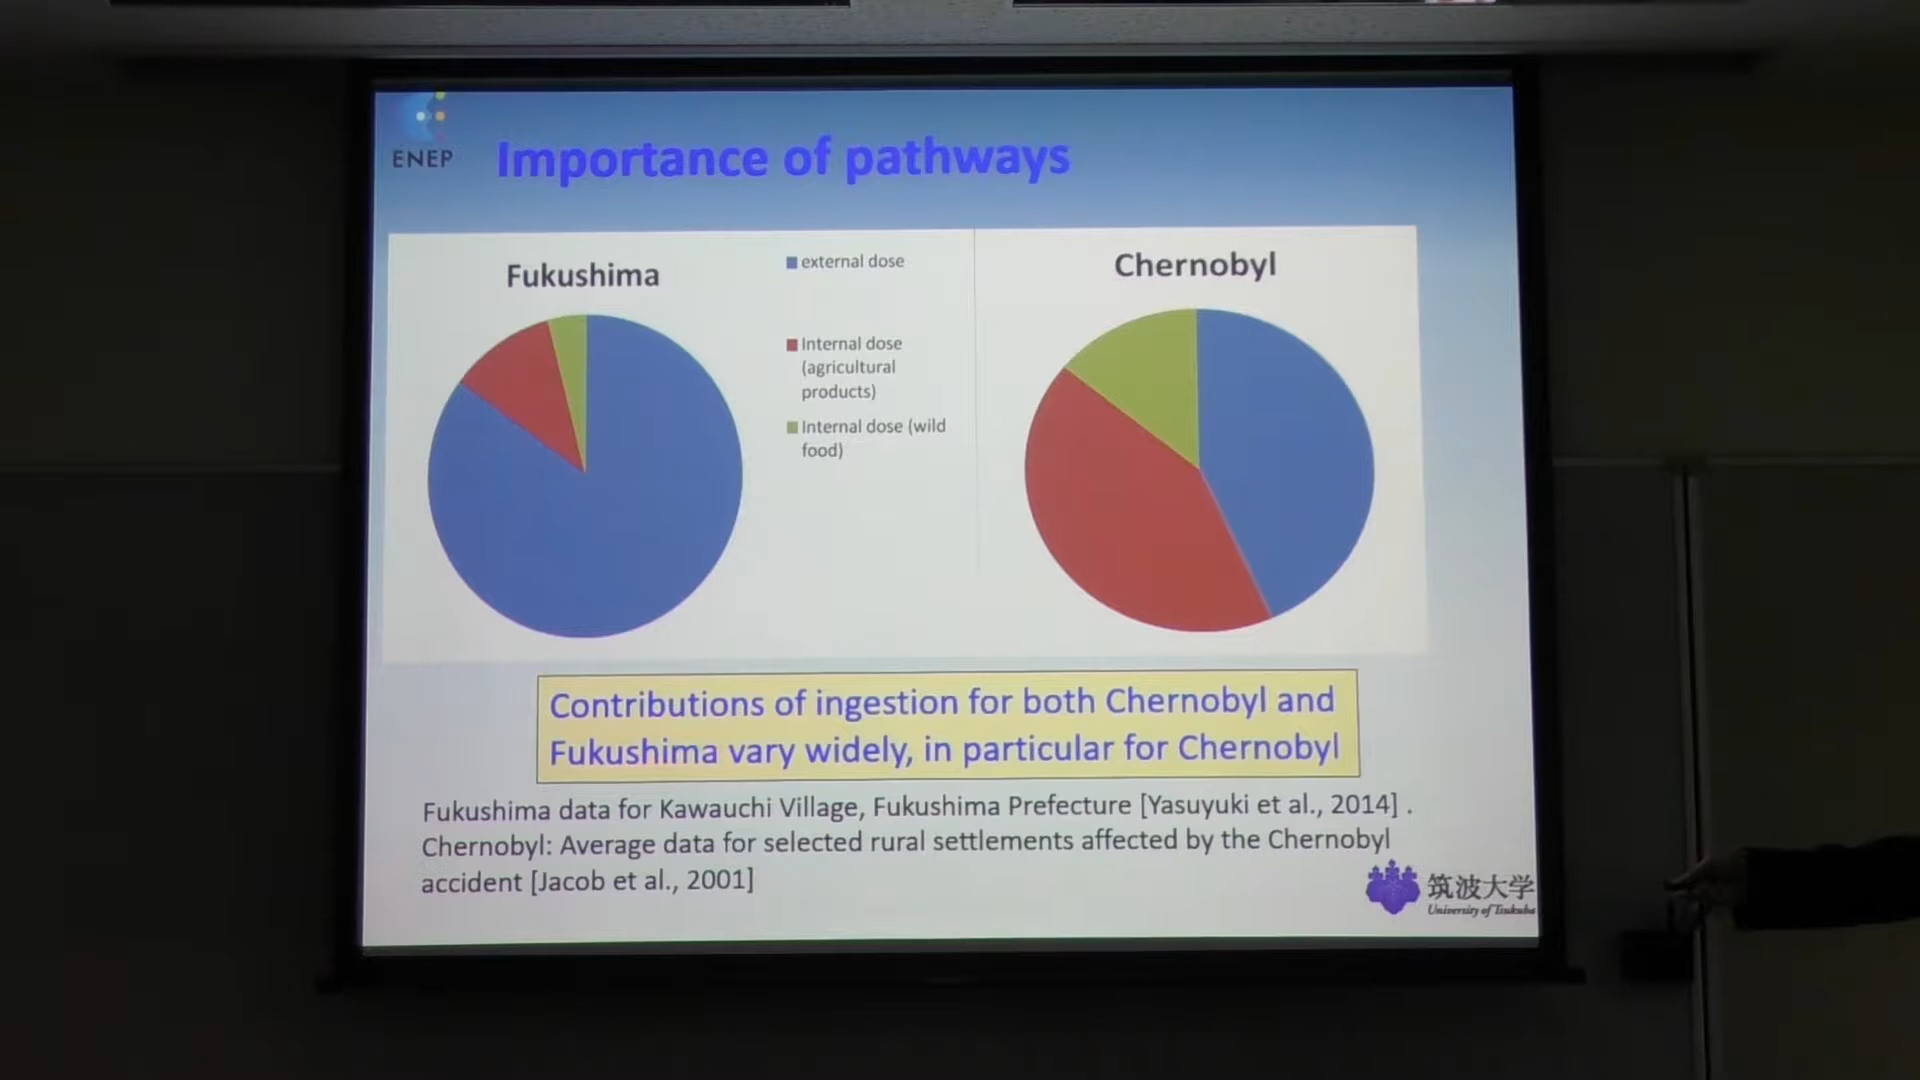 ENEP
Importance of pathways
Fukushima
external dose
Internal dose
(agricultural
products)
Internal dose (wild
food)
Chernobyl
Contributions of ingestion for both Chernobyl and
Fukushima vary widely, in particular for Chernobyl
Fukushima data for Kawauchi Village, Fukushima Prefecture [Yasuyuki et al., 2014] .
Chernobyl: Average data for selected rural settlements affected by the Chernobyl
accident [Jacob et al., 2001]
筑波大学
University of Tsukuba